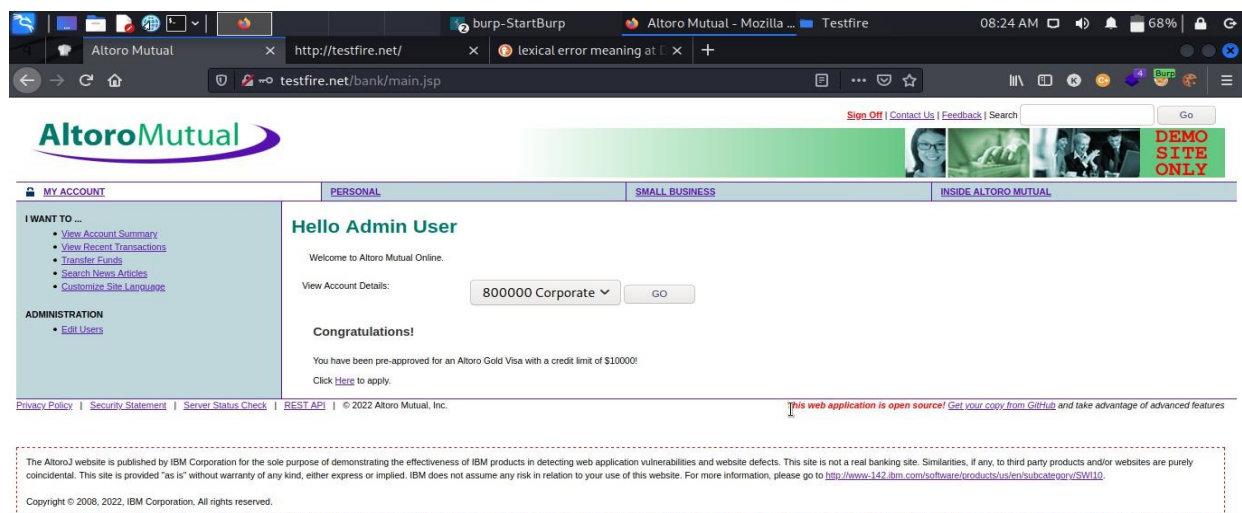 burp-StartBurp
Altoro Mutual - Mozilla ...
Testfire
08:24 AM
68%
Altoro Mutual
http://testfire.net/
lexical error meaning at D
testfire.net/bank/main.jsp
4
Burp
Sign Off | Contact Us | Feedback | Search
Go
AltoroMutual
DEMO
SITE
ONLY
MY ACCOUNT
PERSONAL
SMALL BUSINESS
INSIDE ALTORO MUTUAL
I WANT TO ...
View Account Summary
View Recent Transactions
Transfer Funds
Search News Articles
Customize Site Language
ADMINISTRATION
Edit Users
Hello Admin User
Welcome to Altoro Mutual Online.
View Account Details:
800000 Corporate
GO
Congratulations!
You have been pre-approved for an Altoro Gold Visa with a credit limit of $10000!
Click Here to apply.
Privacy Policy | Security Statement | Server Status Check | REST API | © 2022 Altoro Mutual, Inc.
This web application is open source! Get your copy from GitHub and take advantage of advanced features
The AltoroJ website is published by IBM Corporation for the sole purpose of demonstrating the effectiveness of IBM products in detecting web application vulnerabilities and website defects. This site is not a real banking site. Similarities, if any, to third party products and/or websites are purely
coincidental. This site is provided "as is" without warranty of any kind, either express or implied. IBM does not assume any risk in relation to your use of this website. For more information, please go to http://www-142.ibm.com/software/products/us/en/subcategory/SWI10.
Copyright © 2008, 2022, IBM Corporation, All rights reserved.